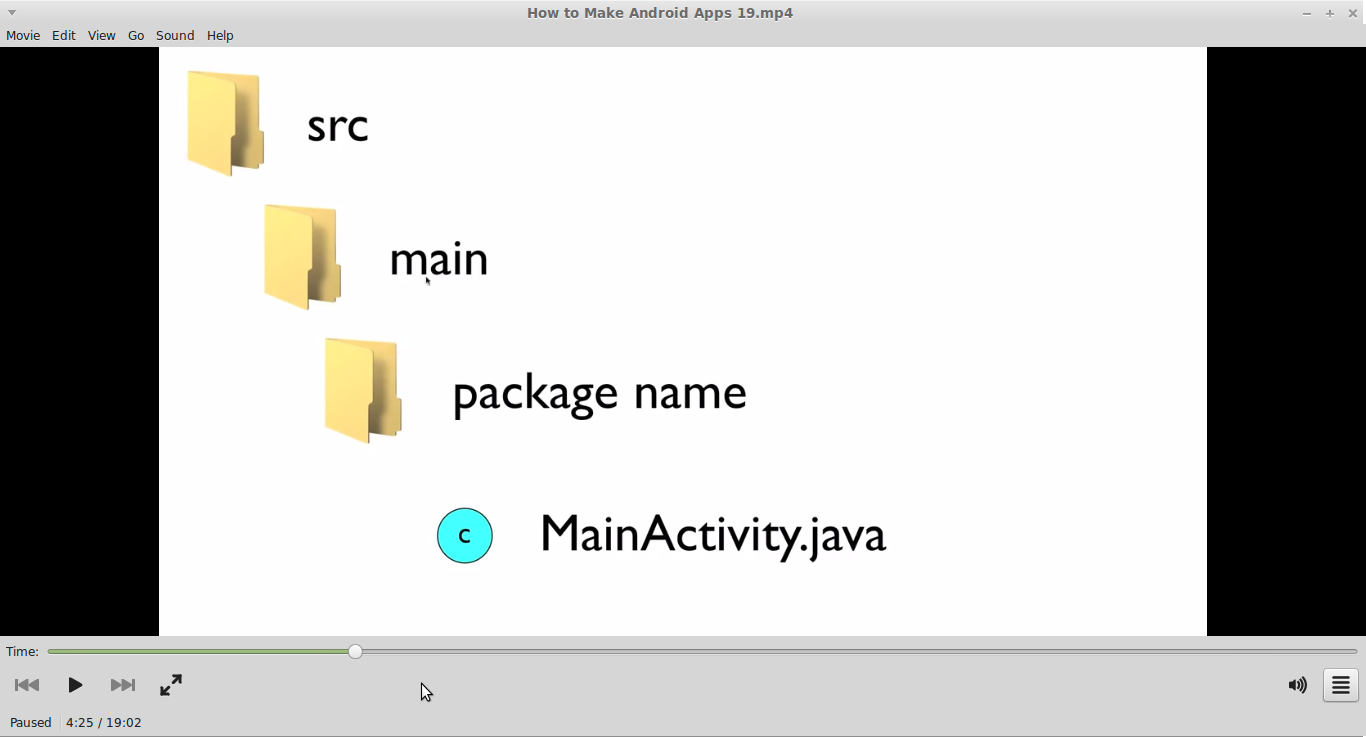 How to Make Android Apps 19.mp4
Movie Edit View Go Sound Help
src
main
package name
C MainActivity.java
Time:
Paused 4:25 / 19:02